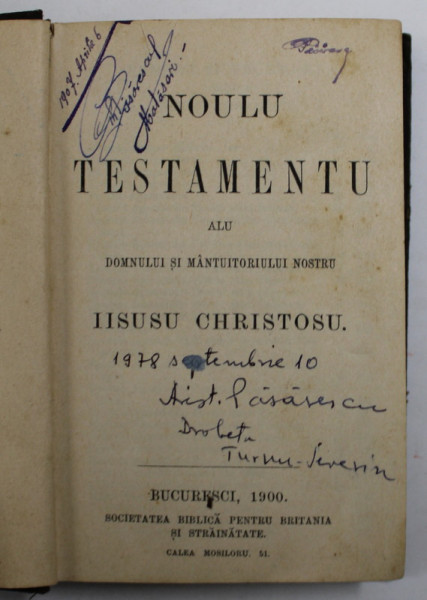 1907. Aprilie 6
NOULU
TESTAMENTU
ALU
DOMNULUI ȘI MÂNTUITORIULUI NOSTRU
IISUSU CHRISTOSU.
1978 septembrie 10
Arist. Păsărescu
Drobeta
Turnu-Severin
BUCURESCI, 1900.
SOCIETATEA BIBLICĂ PENTRU BRITANIA
ȘI STRĂINĂTATE.
CALEA MOSILORU. 51.